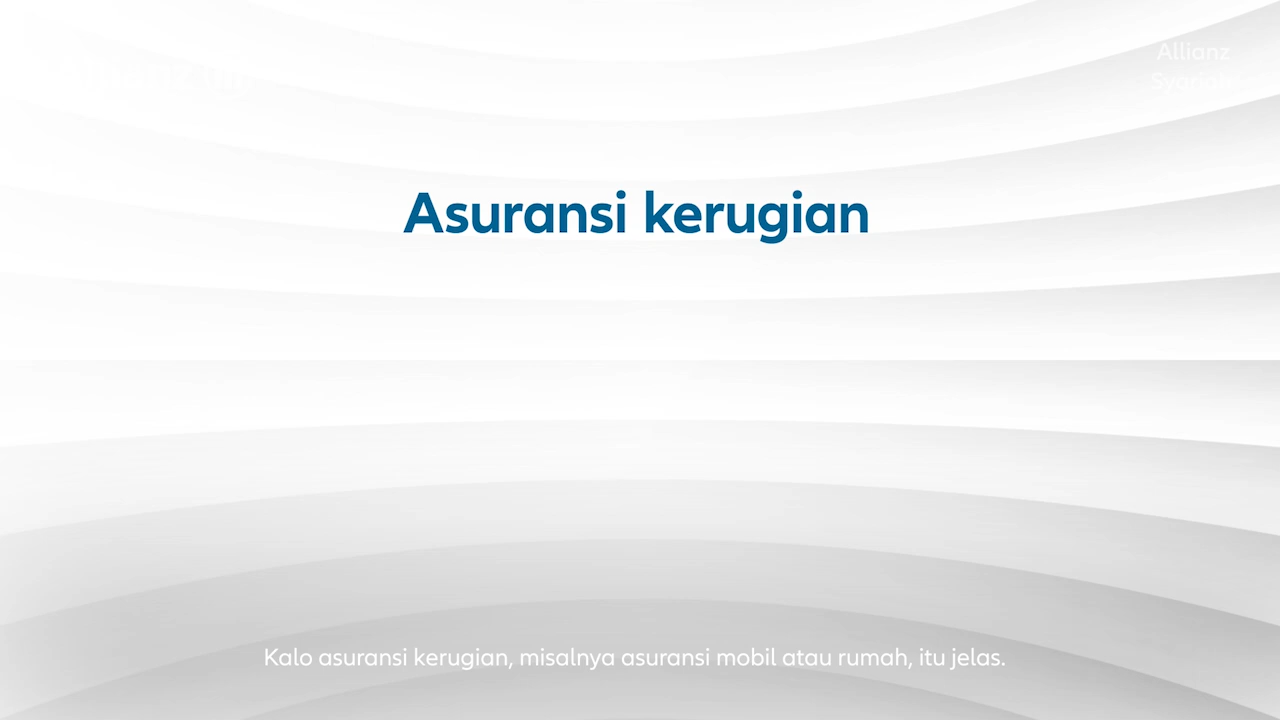 Allianz
Syariah
Asuransi kerugian
Kalo asuransi kerugian, misalnya asuransi mobil atau rumah, itu jelas.